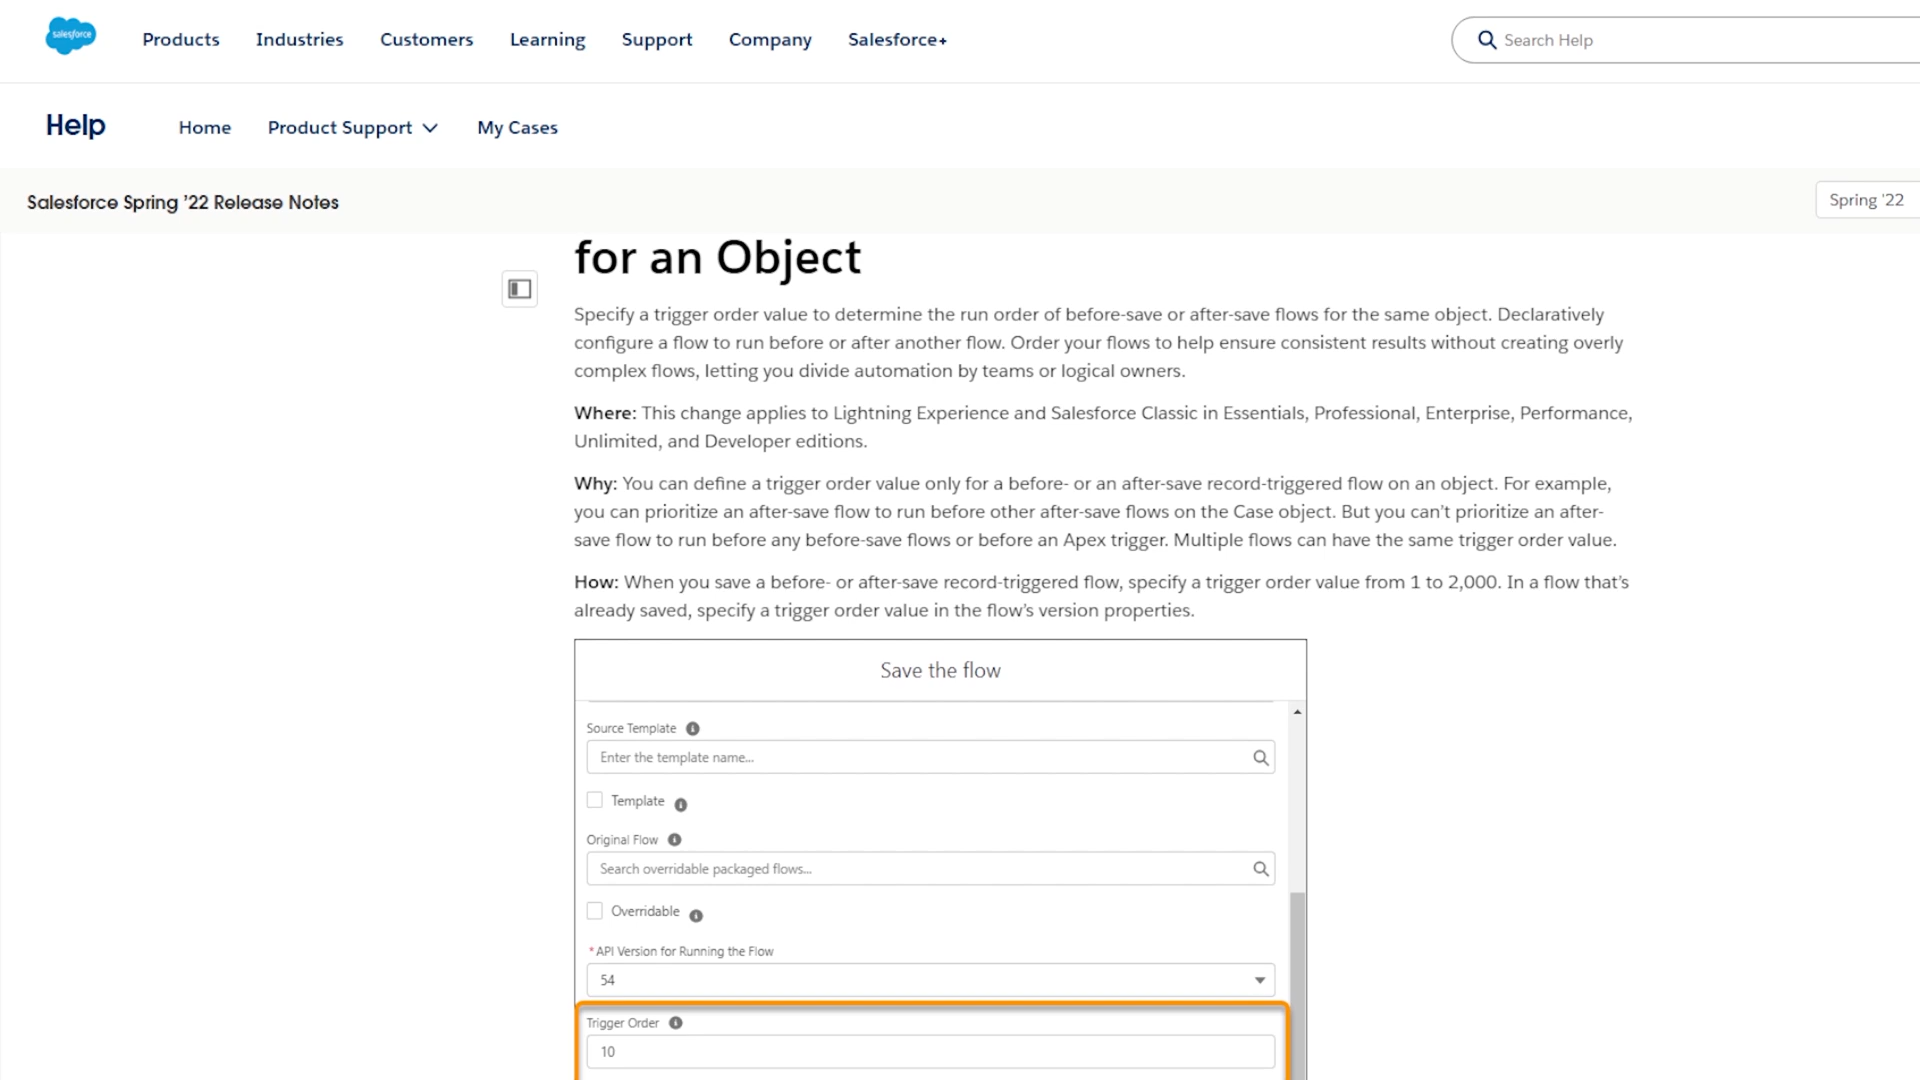 salesforce
Products
Industries
Customers
Learning
Support
Company
Salesforce+
Search Help
Help
Home
Product Support
My Cases
Salesforce Spring ’22 Release Notes
Spring ’22
for an Object
Specify a trigger order value to determine the run order of before-save or after-save flows for the same object. Declaratively
configure a flow to run before or after another flow. Order your flows to help ensure consistent results without creating overly
complex flows, letting you divide automation by teams or logical owners.
Where: This change applies to Lightning Experience and Salesforce Classic in Essentials, Professional, Enterprise, Performance,
Unlimited, and Developer editions.
Why: You can define a trigger order value only for a before- or an after-save record-triggered flow on an object. For example,
you can prioritize an after-save flow to run before other after-save flows on the Case object. But you can’t prioritize an after-
save flow to run before any before-save flows or before an Apex trigger. Multiple flows can have the same trigger order value.
How: When you save a before- or after-save record-triggered flow, specify a trigger order value from 1 to 2,000. In a flow that’s
already saved, specify a trigger order value in the flow’s version properties.
Save the flow
Source Template
Enter the template name...
Template
Original Flow
Search overridable packaged flows...
Overridable
* API Version for Running the Flow
54
Trigger Order
10